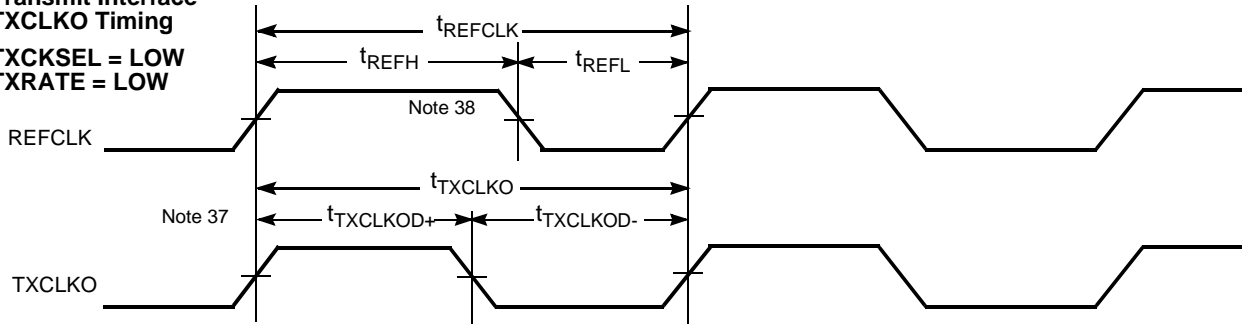 Transmit Interface
TXCLKO Timing
TXCKSEL = LOW
TXRATE = LOW
tREFCLK
tREFH
tREFL
Note 38
REFCLK
tTXCLKO
Note 37
tTXCLKOD+
tTXCLKOD-
TXCLKO